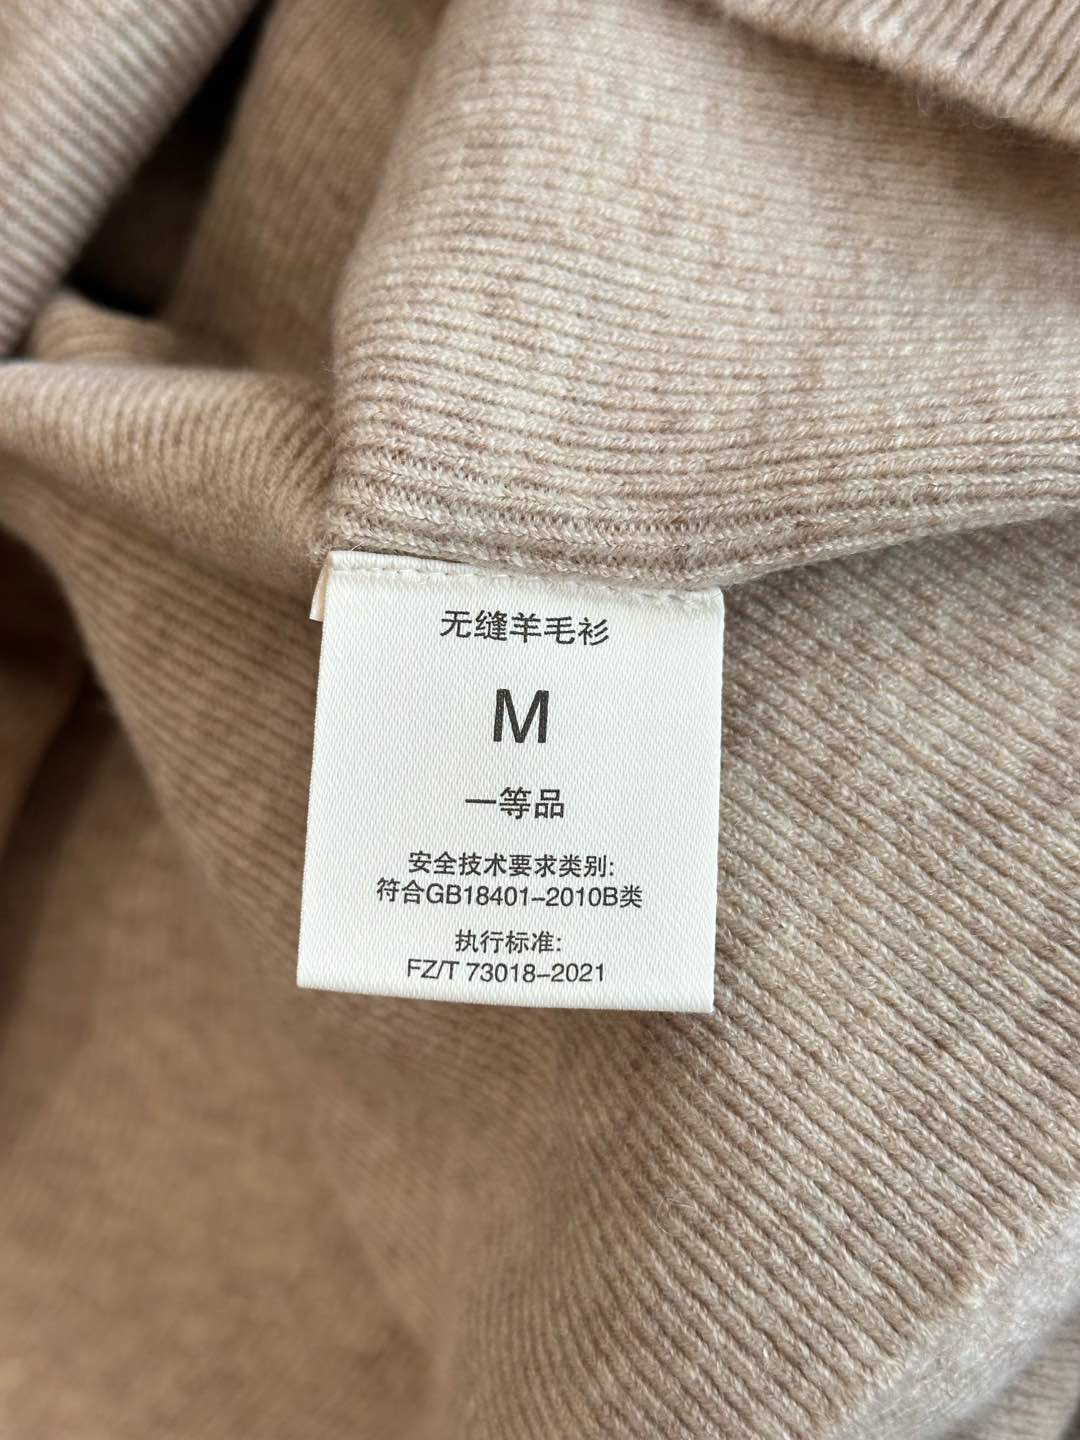 无缝羊毛衫
M
一等品
安全技术要求类别:
符合GB18401-2010B类
执行标准:
FZ/T 73018-2021